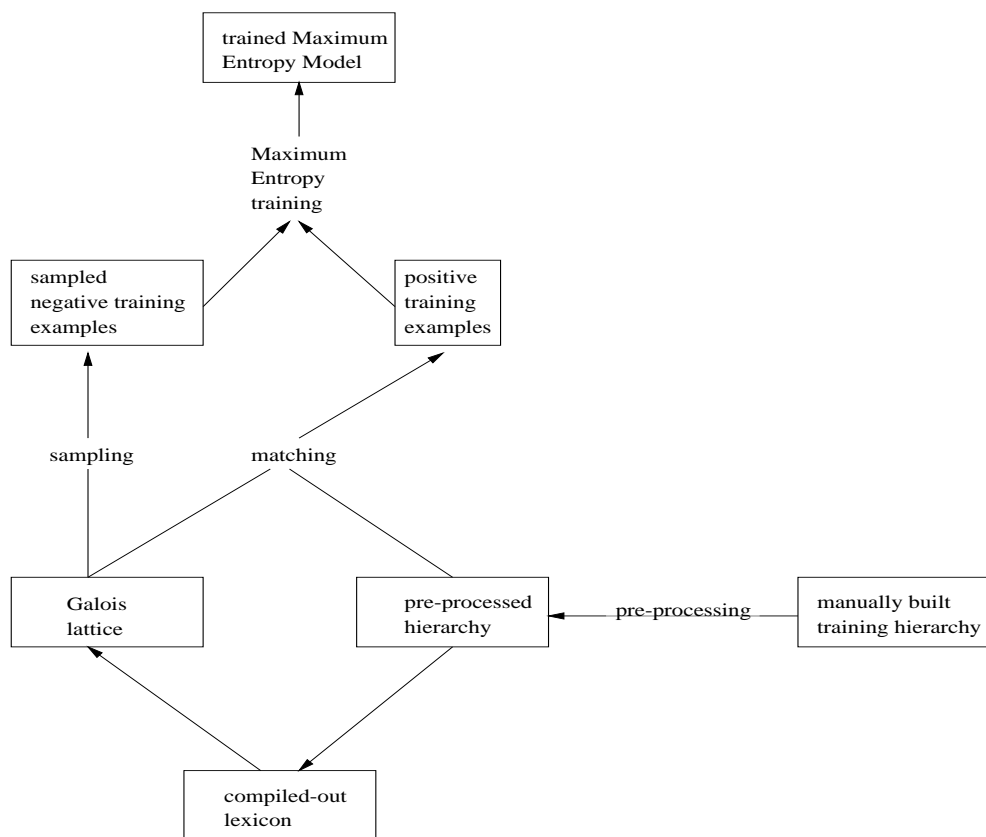 trained Maximum
Entropy Model
Maximum
Entropy
training
sampled
negative training
examples
positive
training
examples
sampling
matching
Galois
lattice
pre-processed
hierarchy
pre-processing
manually built
training hierarchy
compiled-out
lexicon